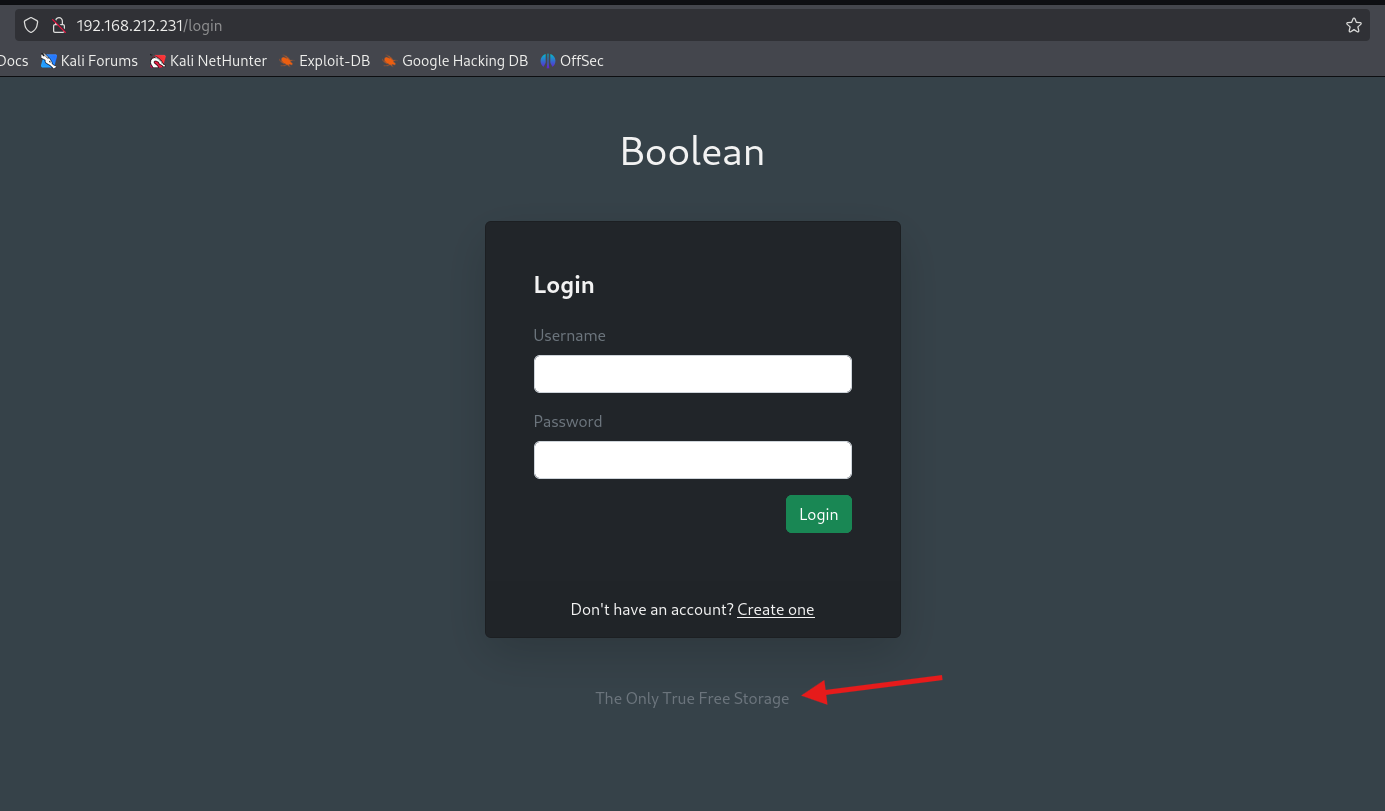 192.168.212.231/login
Docs Kali Forums Kali NetHunter Exploit-DB Google Hacking DB OffSec
Boolean
Login
Username
Password
Login
Don't have an account? Create one
The Only True Free Storage